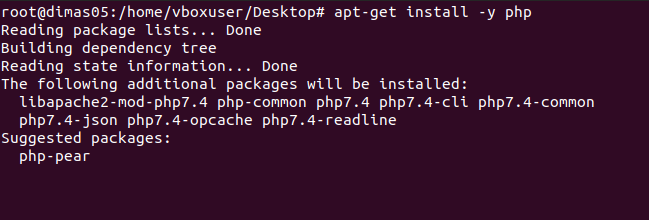 root@dimas05:/home/vboxuser/Desktop# apt-get install -y php
Reading package lists... Done
Building dependency tree
Reading state information... Done
The following additional packages will be installed:
  libapache2-mod-php7.4 php-common php7.4 php7.4-cli php7.4-common
  php7.4-json php7.4-opcache php7.4-readline
Suggested packages:
  php-pear